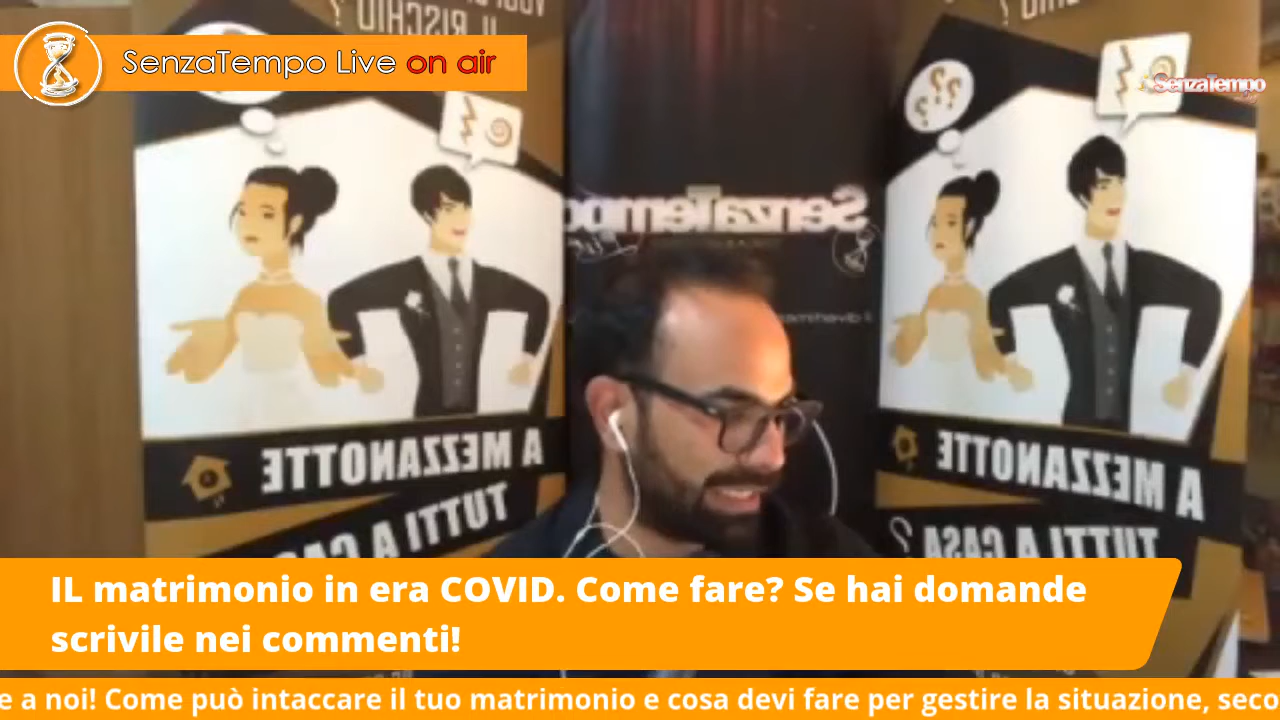 IL RISCHIO ?
SenzaTempo Live on air
SenzaTempo
SenzaTempo
A MEZZANOTTE
A MEZZANOTTE
TUTTI A CASA
TUTTI A CASA ?
IL matrimonio in era COVID. Come fare? Se hai domande
scrivile nei commenti!
e a noi! Come può intaccare il tuo matrimonio e cosa devi fare per gestire la situazione, seco